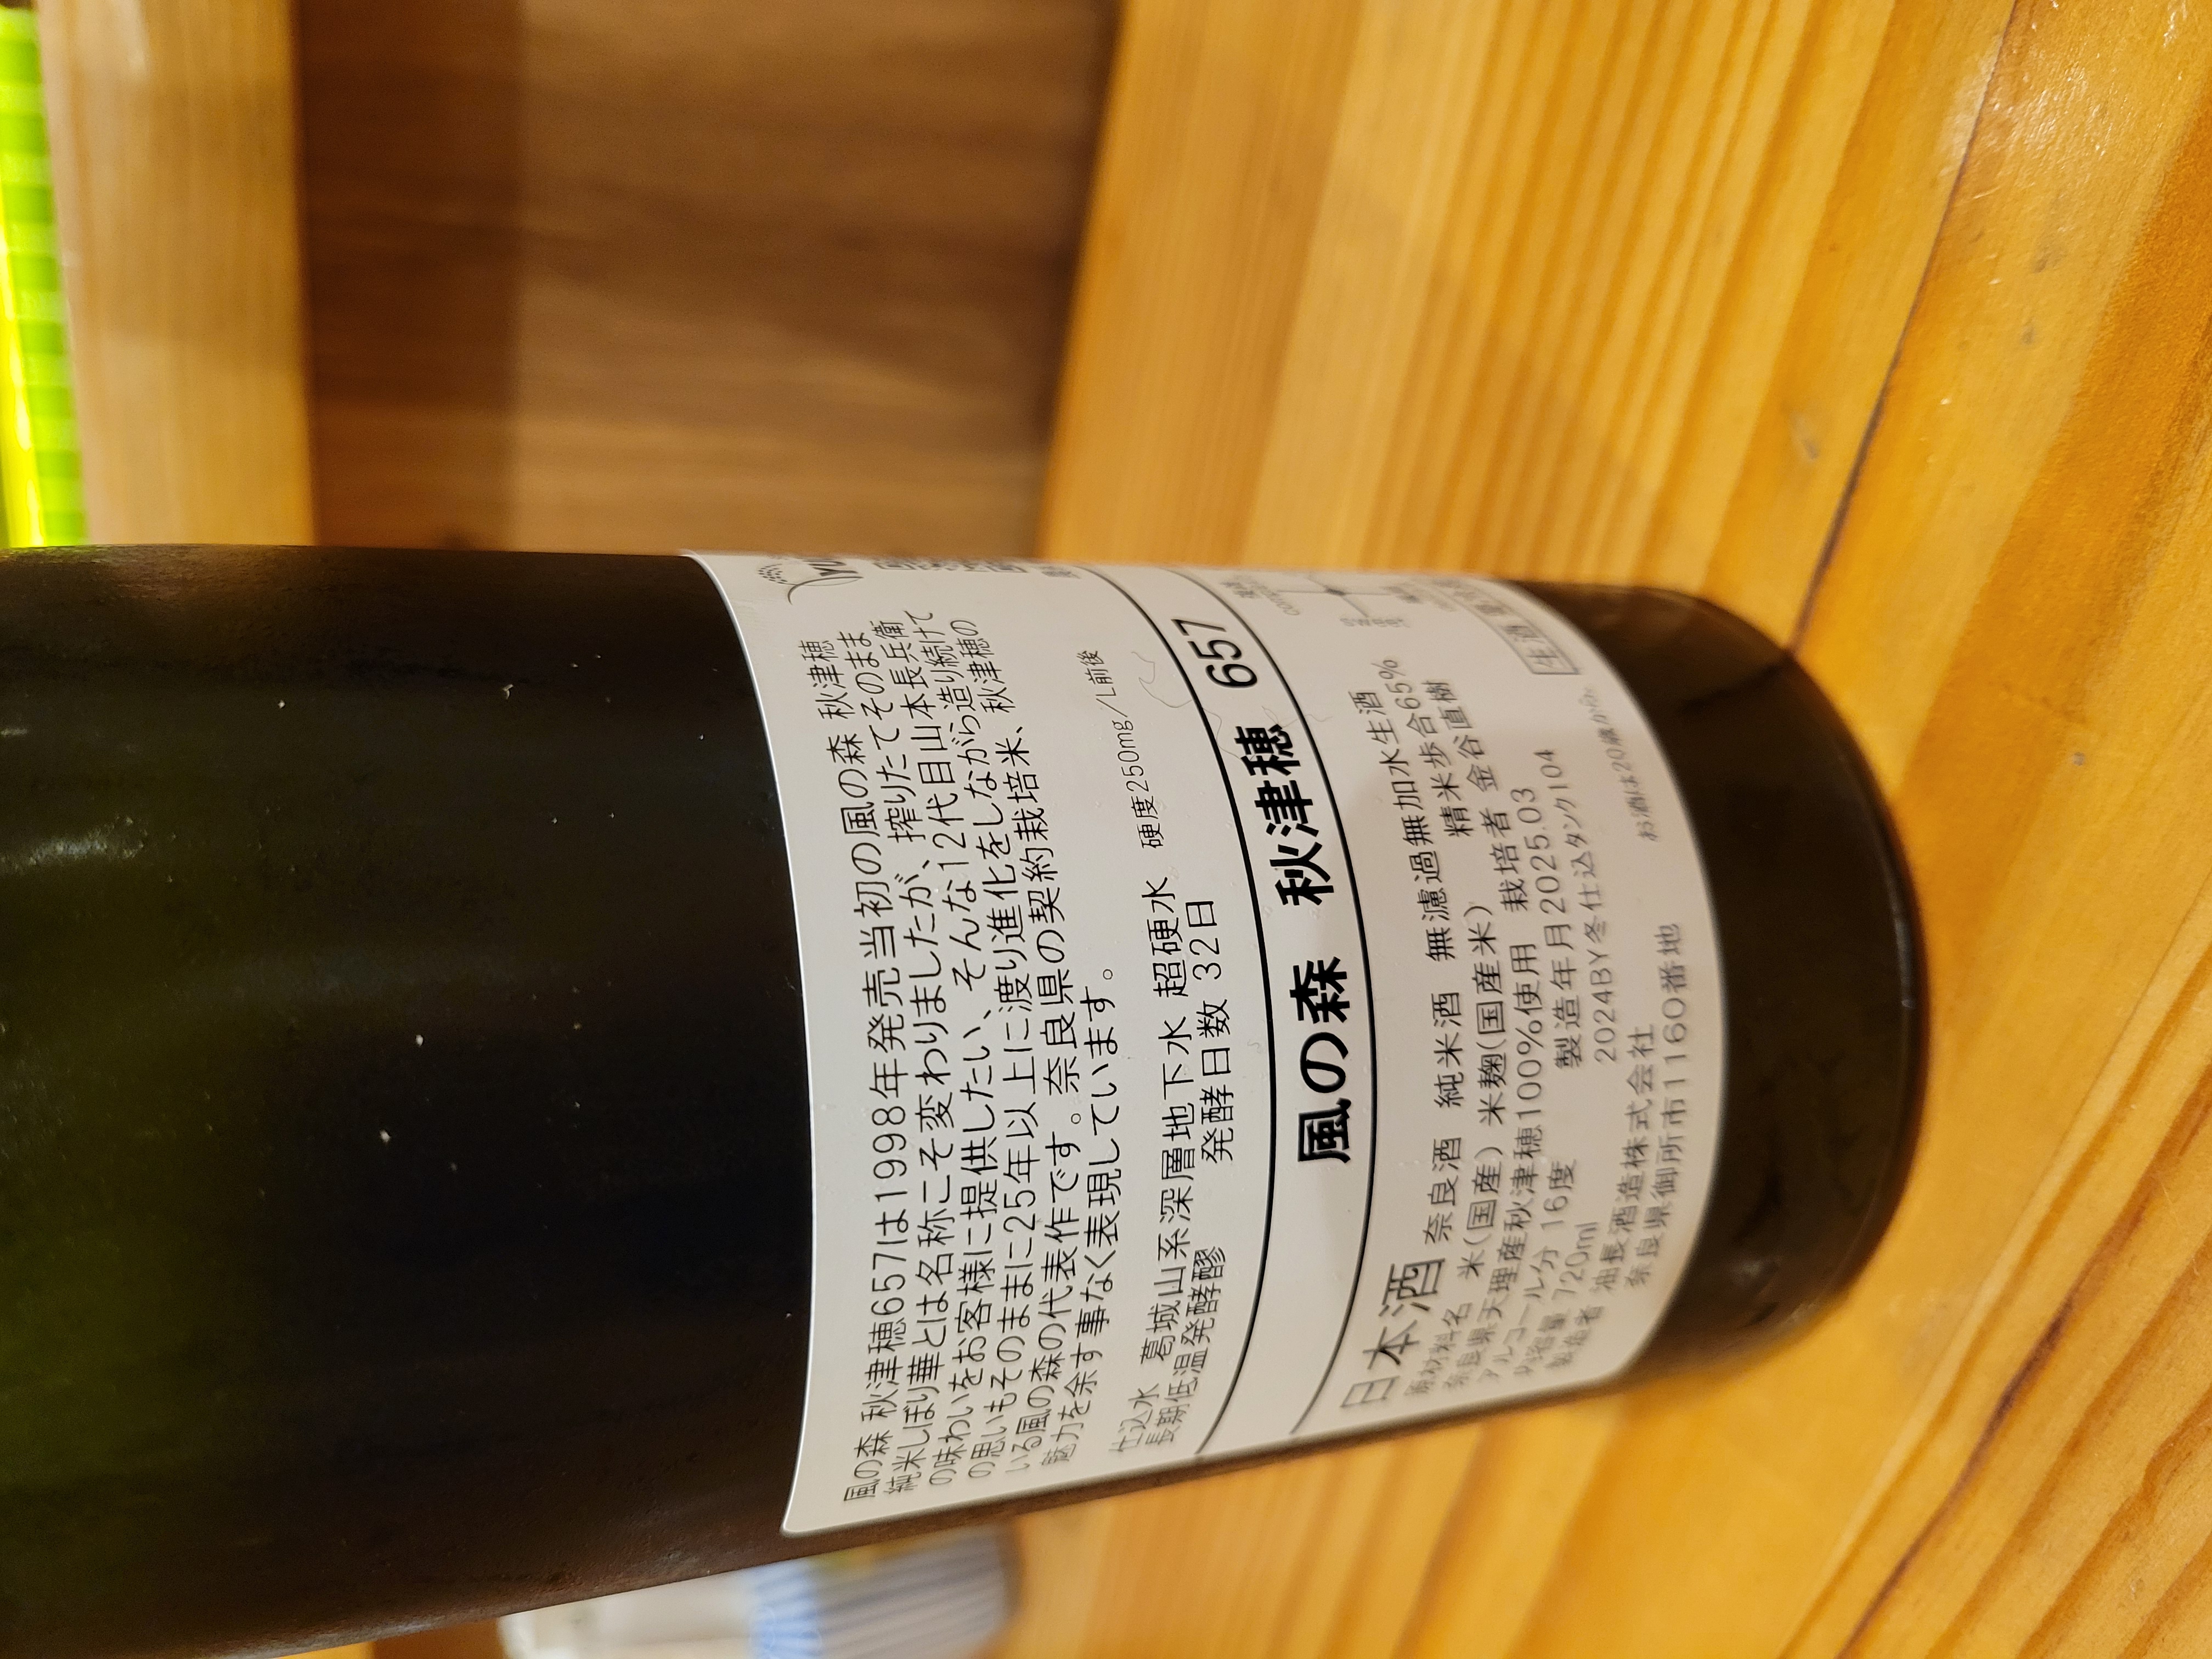 風の森 秋津穂657は1998年発売当初の風の森 秋津穂
純米しぼり華とは名称こそ変わりましたが、搾りたてそのまま
の味わいをお客様に提供したい、そんな12代目山本長兵衛
の思いもそのままに25年以上に渡り進化をしながら造り続けて
いる風の森の代表作です。奈良県の契約栽培米、秋津穂の
魅力を余す事なく表現しています。
仕込水 葛城山系深層地下水 超硬水 硬度250mg/L前後
長期低温発酵醪 発酵日数 32日
風の森 秋津穂 657
日本酒 奈良酒 純米酒 無濾過無加水生酒
原材料名 米(国産) 米麹(国産米) 精米歩合65%
奈良県天理産秋津穂100%使用 栽培者 金谷直樹
アルコール分 16度 製造年月2025.03
内容量 720ml 2024BY冬仕込タンク104
製造者 油長酒造株式会社
奈良県御所市1160番地
お酒は20歳から
生酒